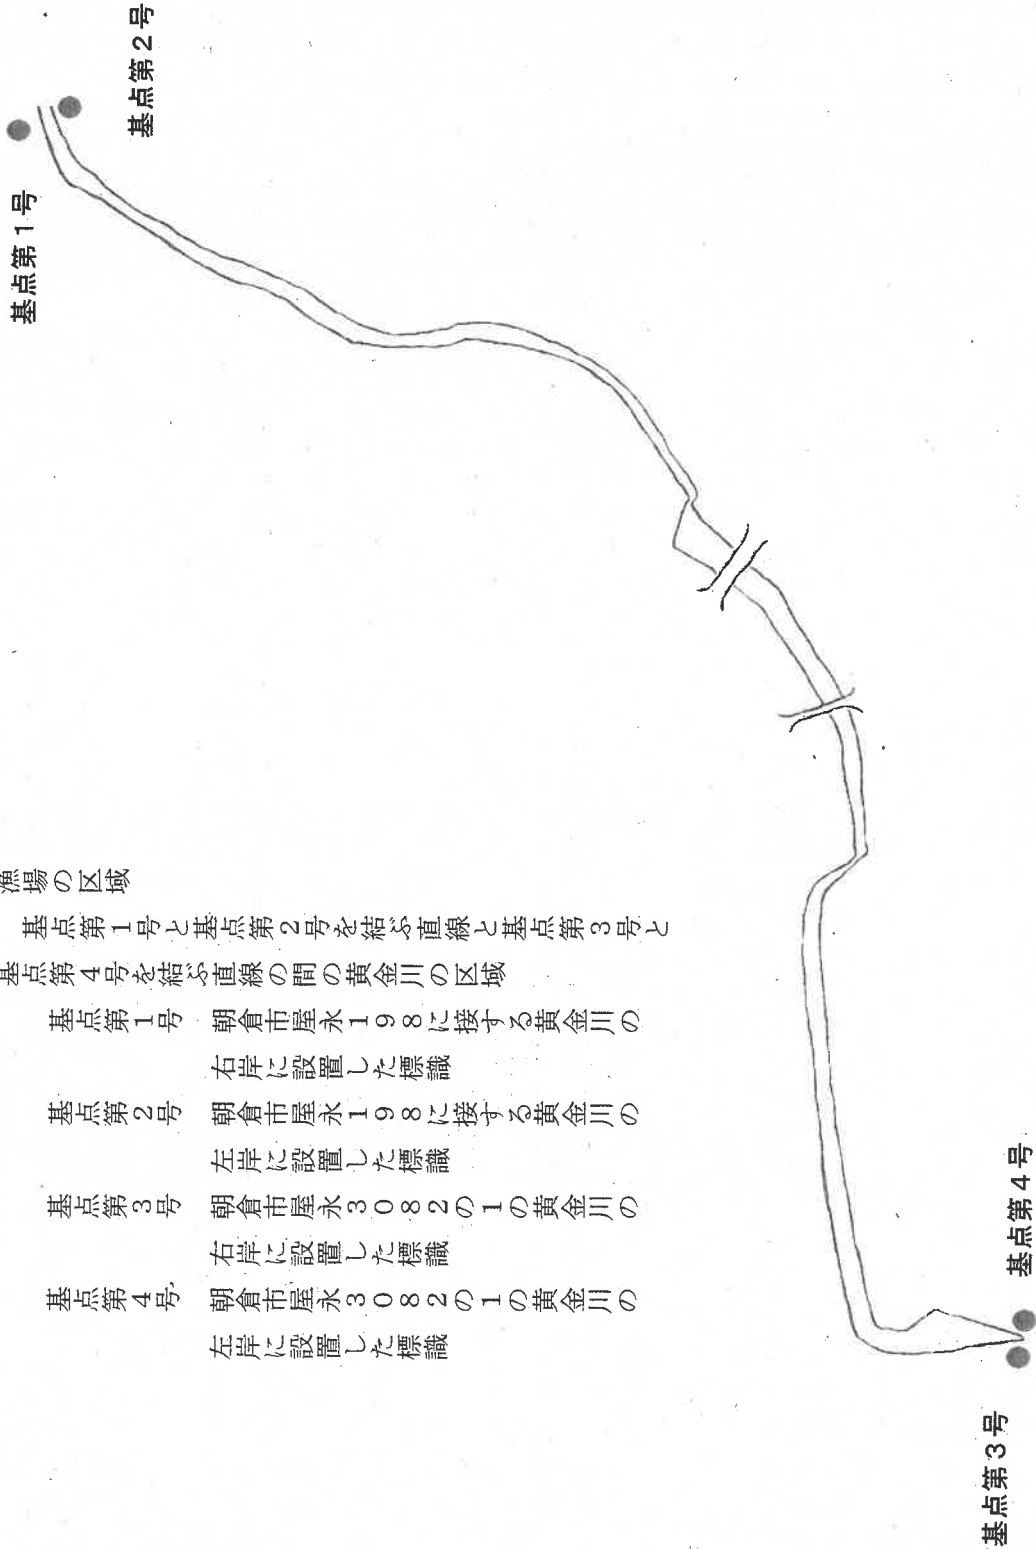 漁場の区域
基点第1号と基点第2号を結ぶ直線と基点第3号と
基点第4号を結ぶ直線の間の黄金川の区域
基点第1号　朝倉市屋永198に接する黄金川の
右岸に設置した標識
基点第2号　朝倉市屋永198に接する黄金川の
左岸に設置した標識
基点第3号　朝倉市屋永3082の1の黄金川の
右岸に設置した標識
基点第4号　朝倉市屋永3082の1の黄金川の
左岸に設置した標識
基点第1号
基点第2号
基点第3号
基点第4号